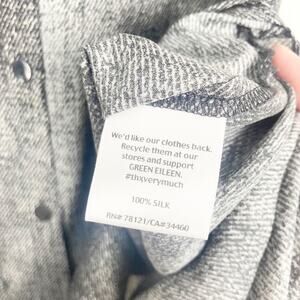 We'd like our clothes back.
Recycle them at our
stores and support
GREEN EILEEN.
#thxverymuch
100% SILK
RN# 78121/CA#34460